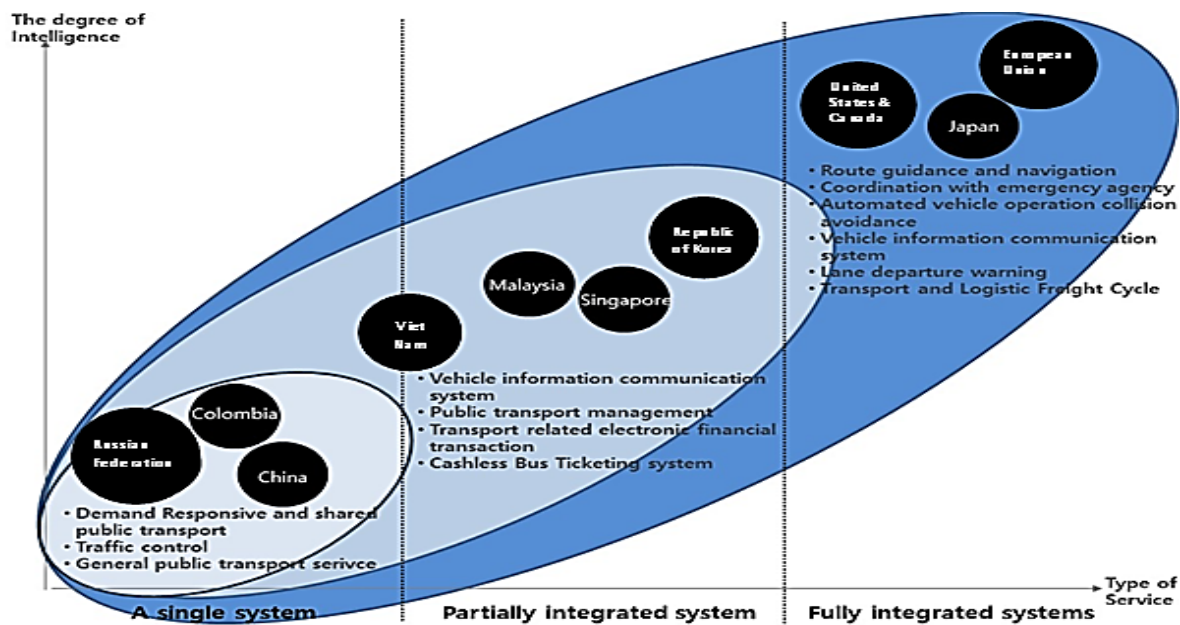 The degree of
Intelligence
European
Union
United
States &
Canada
Japan
• Route guidance and navigation
• Coordination with emergency agency
• Automated vehicle operation collision
avoidance
• Vehicle information communication
system
• Lane departure warning
• Transport and Logistic Freight Cycle
Republic
of Korea
Malaysia
Singapore
Viet
Nam
• Vehicle information communication
system
• Public transport management
• Transport related electronic financial
transaction
• Cashless Bus Ticketing system
Colombia
Russian
Federation
China
• Demand Responsive and shared
public transport
• Traffic control
• General public transport serivce
Type of
Service
A single system
Partially integrated system
Fully integrated systems